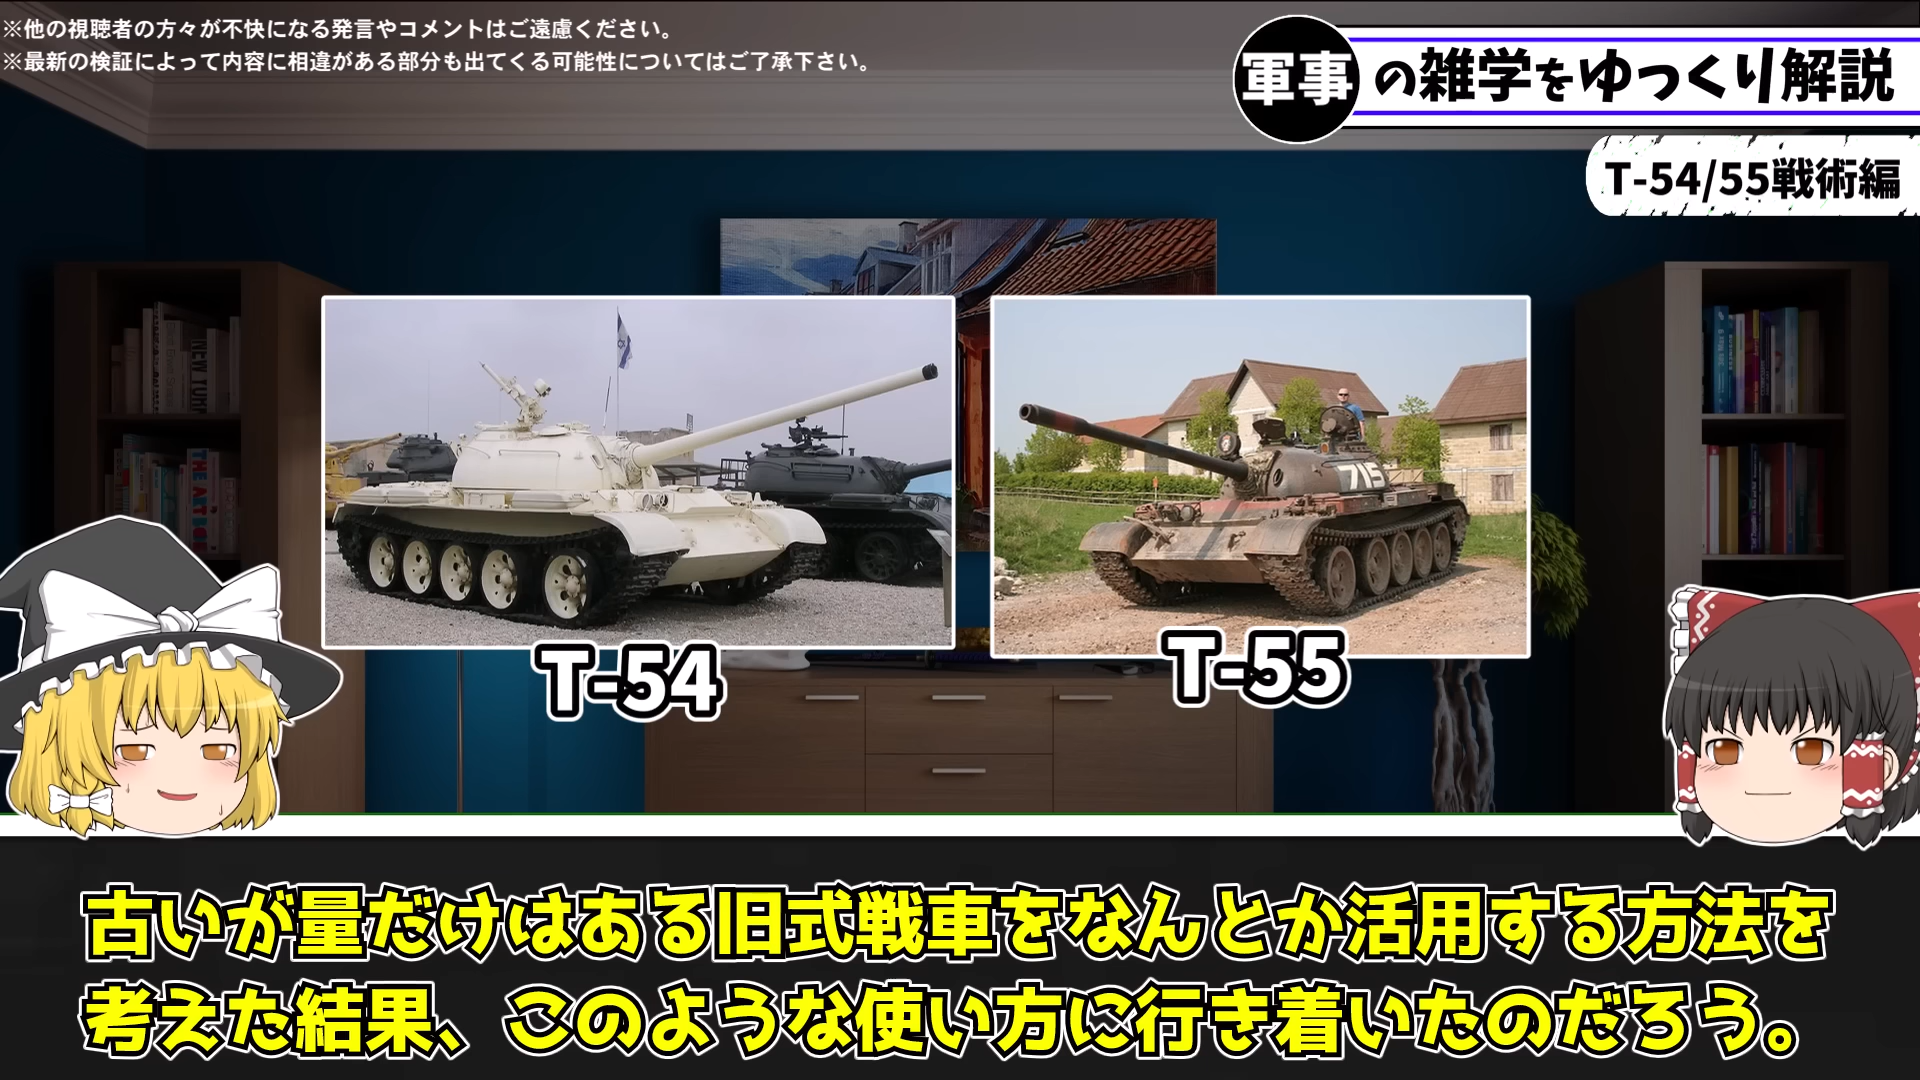 ※他の視聴者の方々が不快になる発言やコメントはご遠慮ください。
※最新の検証によって内容に相違がある部分も出てくる可能性についてはご了承下さい。
軍事の雑学をゆっくり解説
T-54/55戦術編
715
T-54
T-55
古いが量だけはある旧式戦車をなんとか活用する方法を
考えた結果、このような使い方に行き着いたのだろう。